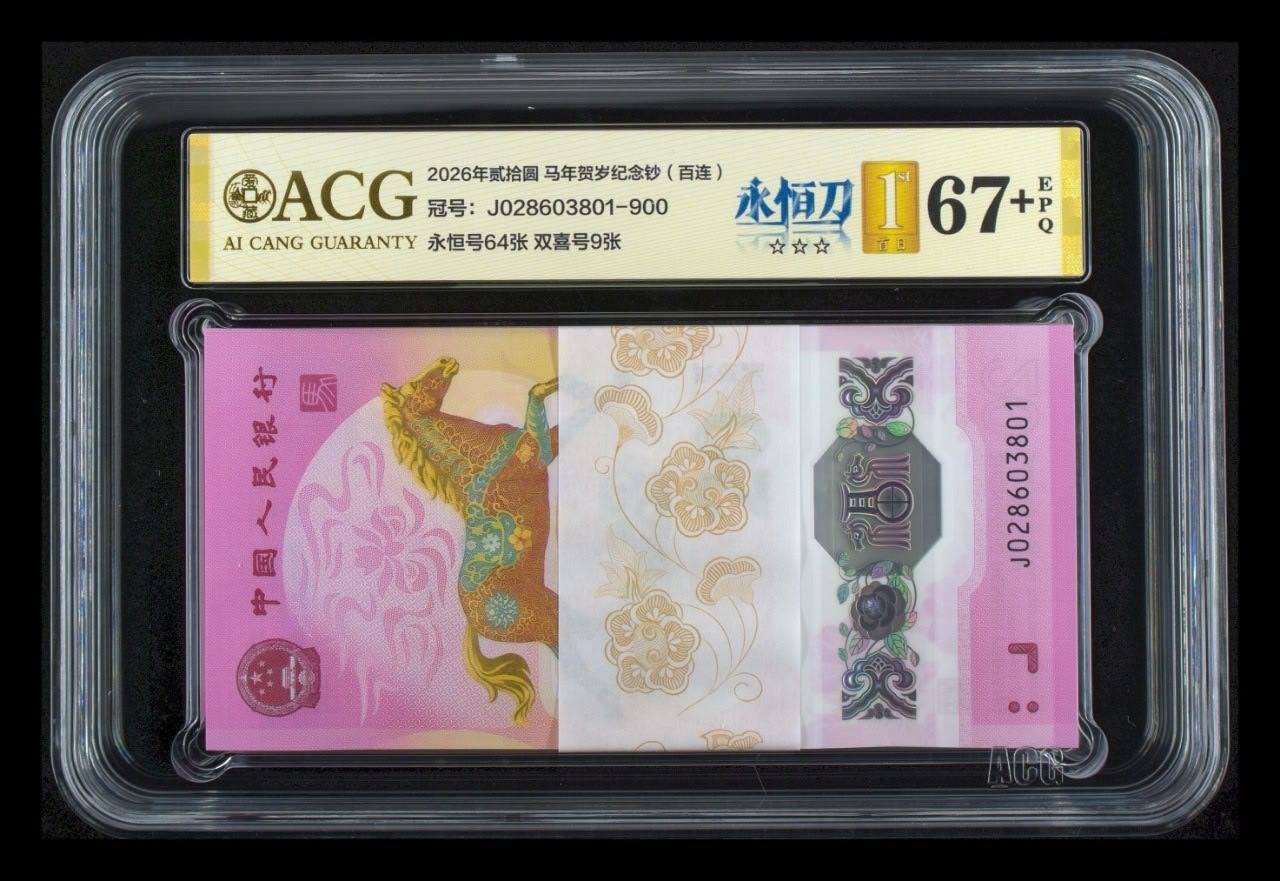 ACG
AI CANG GUARANTY
2026年贰拾圆 马年贺岁纪念钞（百连）
冠号：J028603801-900
永恒号64张 双喜号9张
永恒刀
☆☆☆
1st
百日
67+
EPQ
中国人民银行
J028603801
ACG